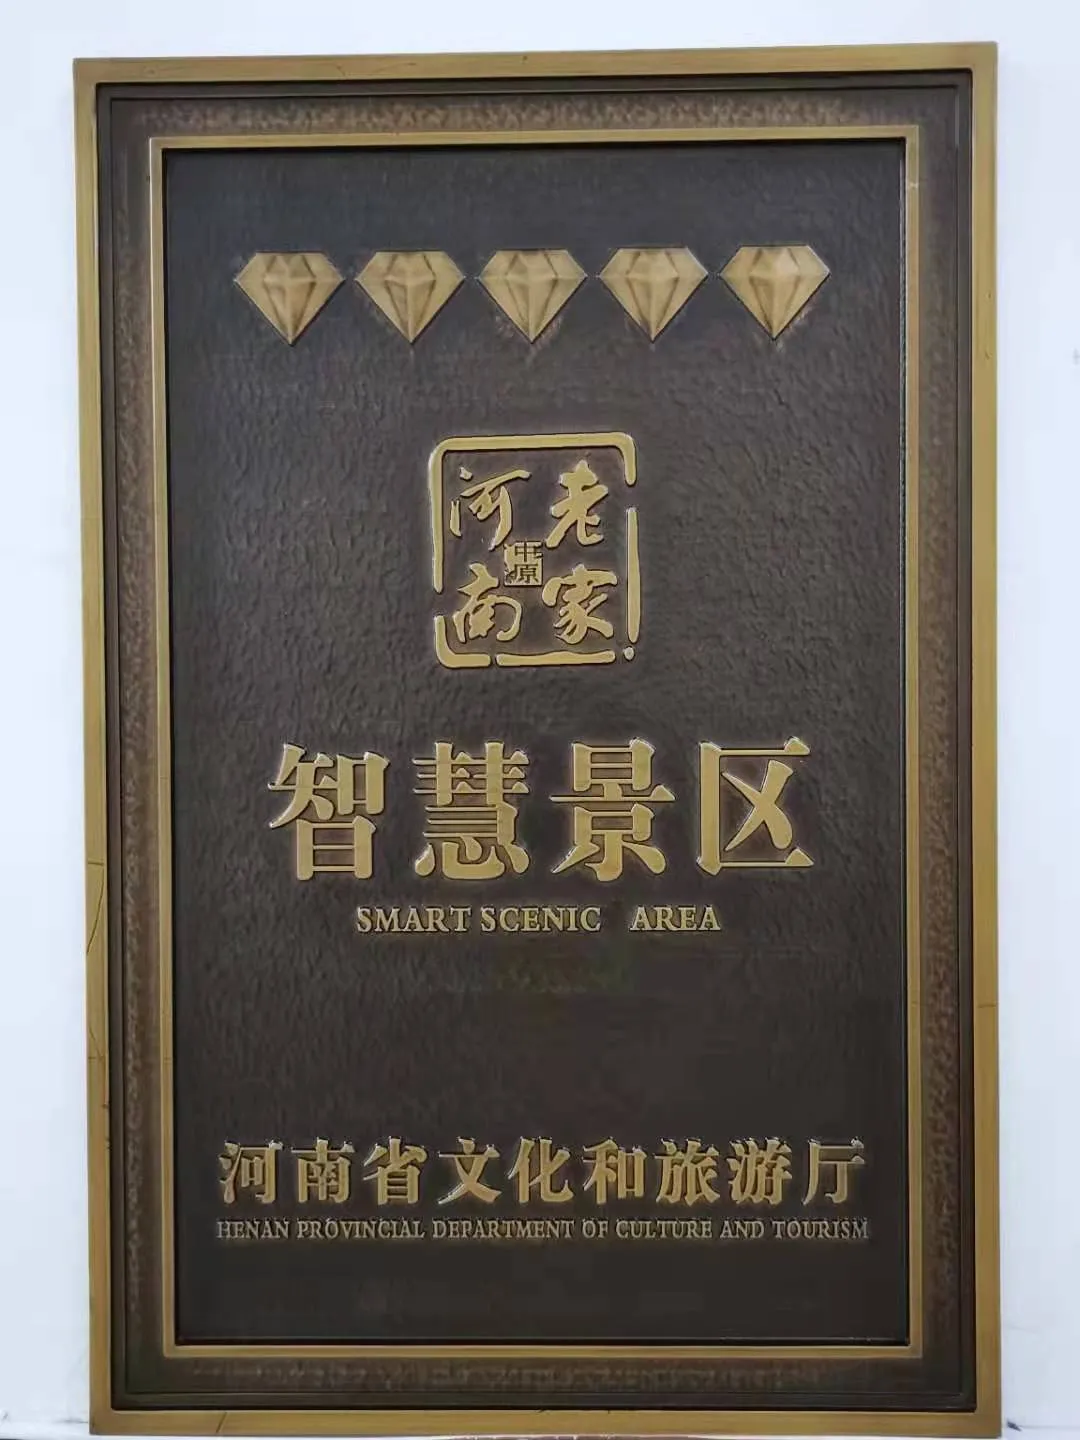 老家
河南
中原
智慧景区
SMART SCENIC AREA
河南省文化和旅游厅
HENAN PROVINCIAL DEPARTMENT OF CULTURE AND TOURISM